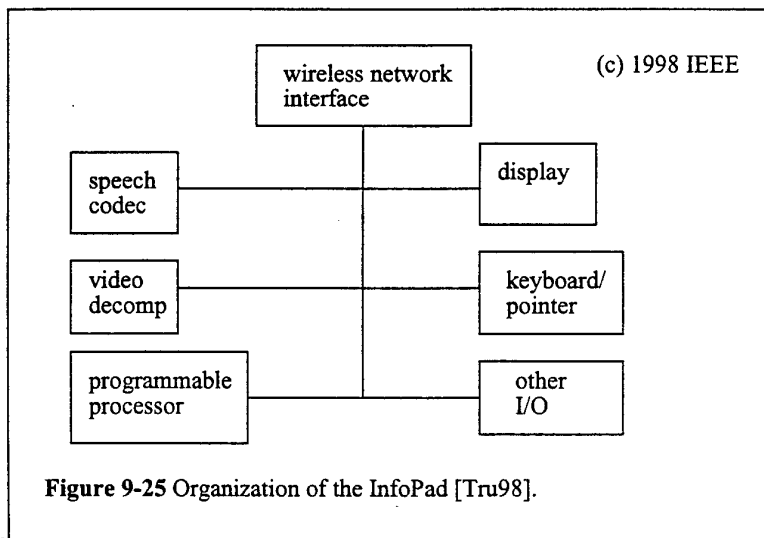 wireless network
interface
(c) 1998 IEEE
speech
codec
display
video
decomp
keyboard/
pointer
programmable
processor
other
I/O
Figure 9-25 Organization of the InfoPad [Tru98].